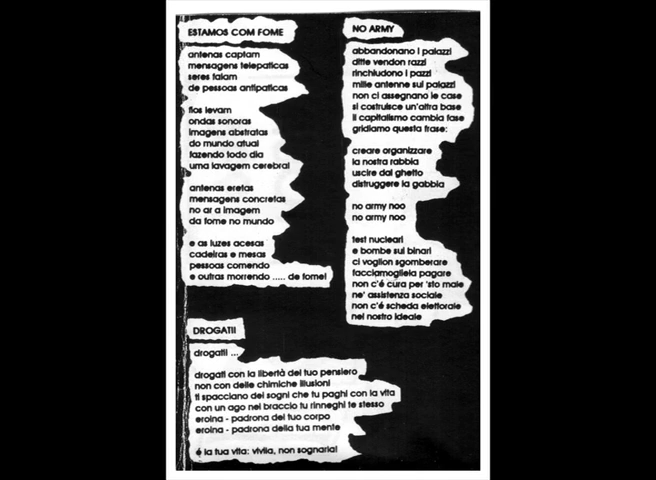 ESTAMOS COM FOME
antenas captam
mensagens telepaticas
seres falam
de pessoas antipaticas
fios levam
ondas sonoras
imagens abstratas
do mundo atual
fazendo todo dia
uma lavagem cerebral
antenas eretas
mensagens concretas
no ar a imagem
da fome no mundo
e as luzes acesas
cadeiras e mesas
pessoas comendo
e outras morrendo ..... de fome!
NO ARMY
abbandonano i palazzi
ditte vendon razzi
rinchiudono i pazzi
mille antenne sui palazzi
non ci assegnano le case
si costruisce un'altra base
il capitalismo cambia fase
gridiamo questa frase:
creare organizzare
la nostra rabbia
uscire dal ghetto
distruggere la gabbia
no army noo
no army noo
test nucleari
e bombe sui binari
ci voglion sgomberare
facciamogliela pagare
non c'é cura per 'sto male
ne' assistenza sociale
non c'é scheda elettorale
nel nostro ideale
DROGATII
drogatii ...
drogati con la libertà del tuo pensiero
non con delle chimiche illusioni
ti spacciano dei sogni che tu paghi con la vita
con un ago nel braccio tu rinneghi te stesso
eroina - padrona del tuo corpo
eroina - padrona della tua mente
é la tua vita: vivila, non sognarla!